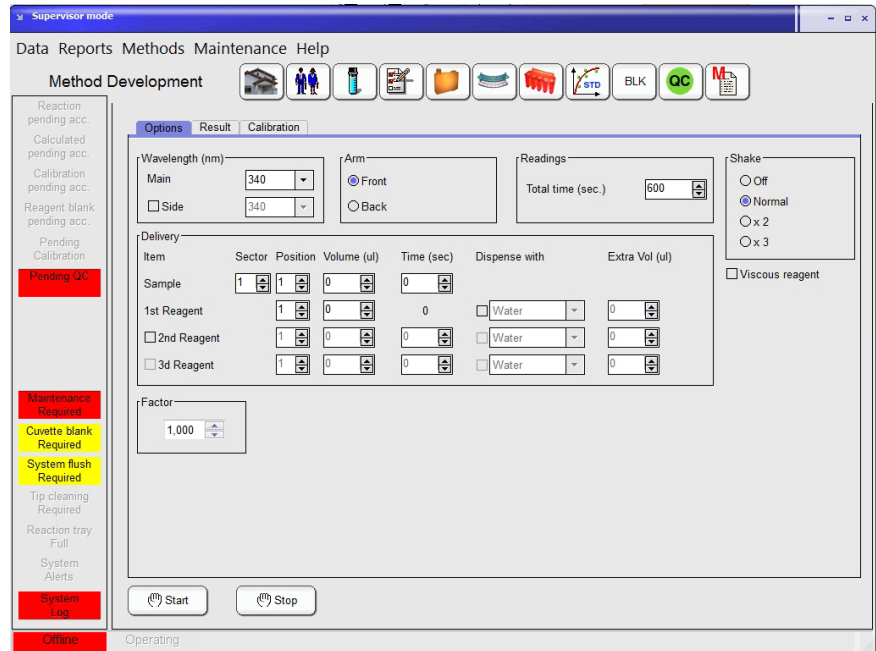 Supervisor mode
Data Reports Methods Maintenance Help
Method Development
STD
BLK
QC
M
Reaction
pending acc.
Calculated
pending acc.
Calibration
pending acc.
Reagent blank
pending acc.
Pending
Calibration
Pending QC
Maintenance
Required
Cuvette blank
Required
System flush
Required
Tip cleaning
Required
Reaction tray
Full
System
Alerts
System
Log
Offline
Options Result Calibration
Wavelength (nm)
Main 340
Side 340
Arm
Front
Back
Readings
Total time (sec.) 600
Shake
Off
Normal
x 2
x 3
Viscous reagent
Delivery
Item Sector Position Volume (ul) Time (sec) Dispense with Extra Vol (ul)
Sample 1 1 0 0
1st Reagent 1 0 0 Water 0
2nd Reagent 1 0 0 Water 0
3d Reagent 1 0 0 Water 0
Factor
1,000
Start Stop
Operating